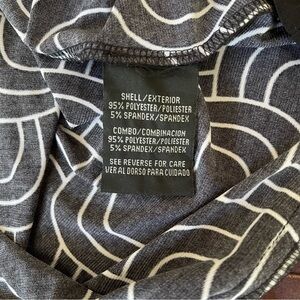 SHELL/EXTERIOR
95% POLYESTER/POLIESTER
5% SPANDEX/SPANDEX
COMBO/COMBINACION
95% POLYESTER/POLIESTER
5% SPANDEX/SPANDEX
SEE REVERSE FOR CARE
VER AL DORSO PARA CUIDADO